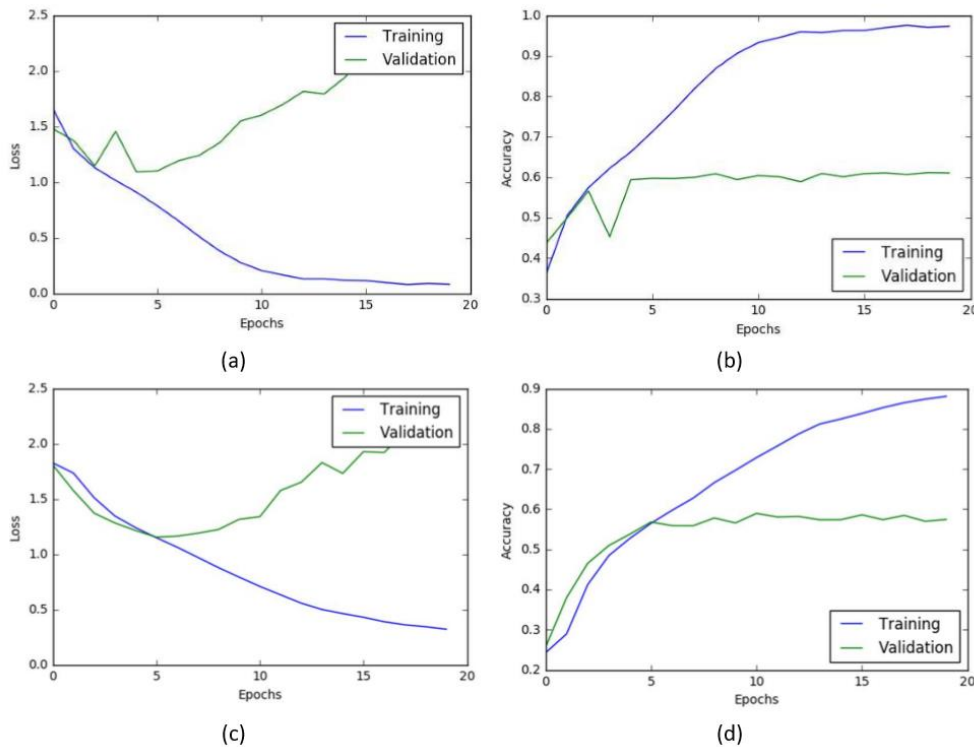 2.5
2.0
1.5
1.0
0.5
0.0
Loss
0 5 10 15 20
Epochs
Training
Validation
(a)
1.0
0.9
0.8
0.7
0.6
0.5
0.4
0.3
Accuracy
0 5 10 15 20
Epochs
Training
Validation
(b)
2.5
2.0
1.5
1.0
0.5
0.0
Loss
0 5 10 15 20
Epochs
Training
Validation
(c)
0.9
0.8
0.7
0.6
0.5
0.4
0.3
0.2
Accuracy
0 5 10 15 20
Epochs
Training
Validation
(d)